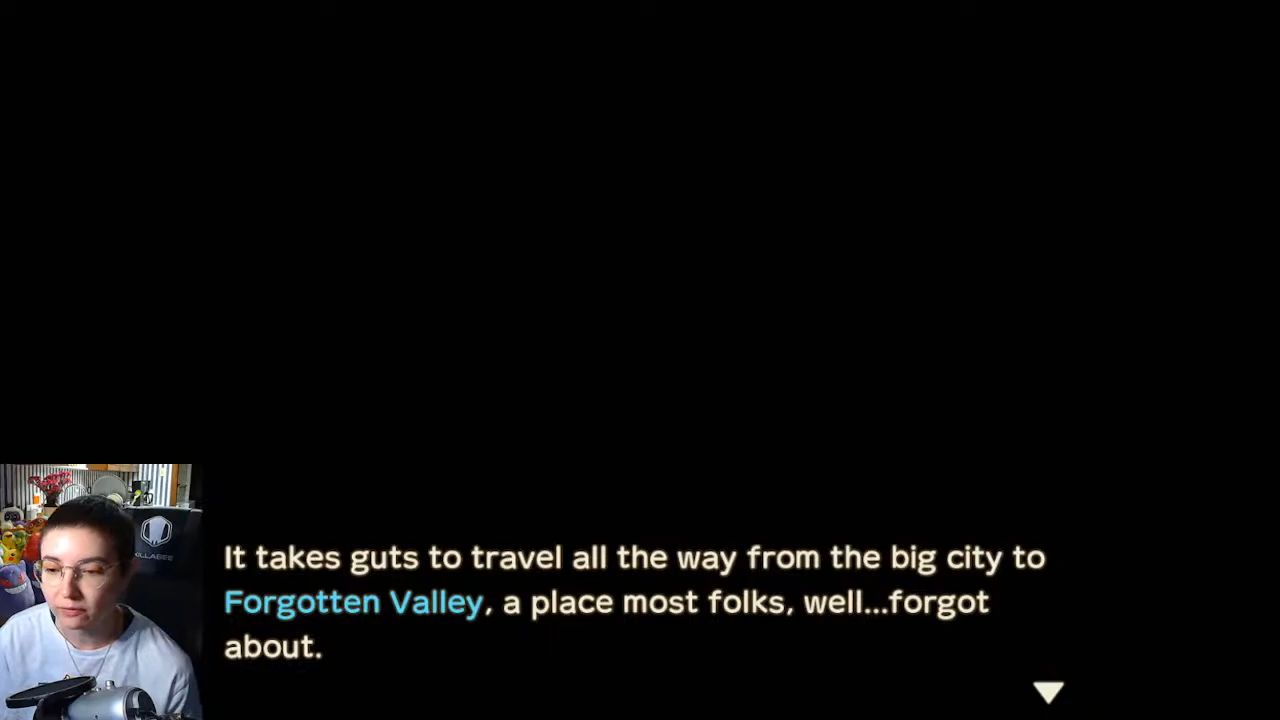 It takes guts to travel all the way from the big city to
Forgotten Valley, a place most folks, well...forgot
about.
KILLABEE